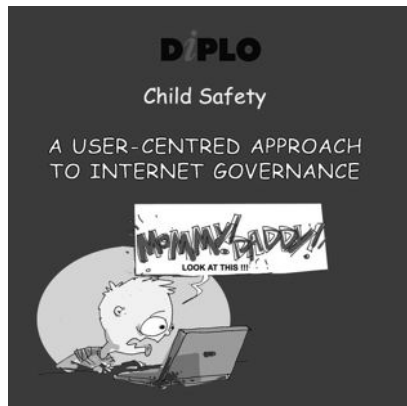 DiPLO
Child Safety
A USER-CENTRED APPROACH
TO INTERNET GOVERNANCE
MOMMY! DADDY!!
LOOK AT THIS !!!